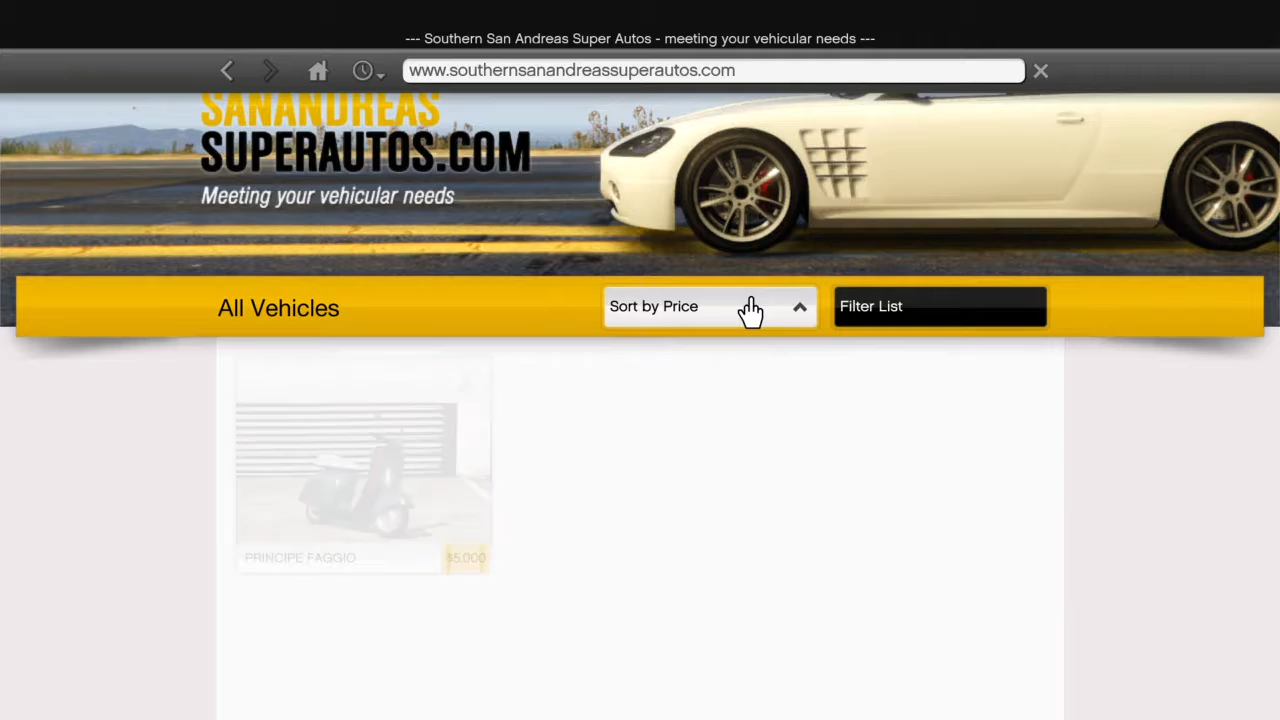 --- Southern San Andreas Super Autos - meeting your vehicular needs ---
www.southernsanandreassuperautos.com
SANANDREAS
SUPERAUTOS.COM
Meeting your vehicular needs
All Vehicles
Sort by Price
Filter List
PRINCIPE FAGGIO
$5,000